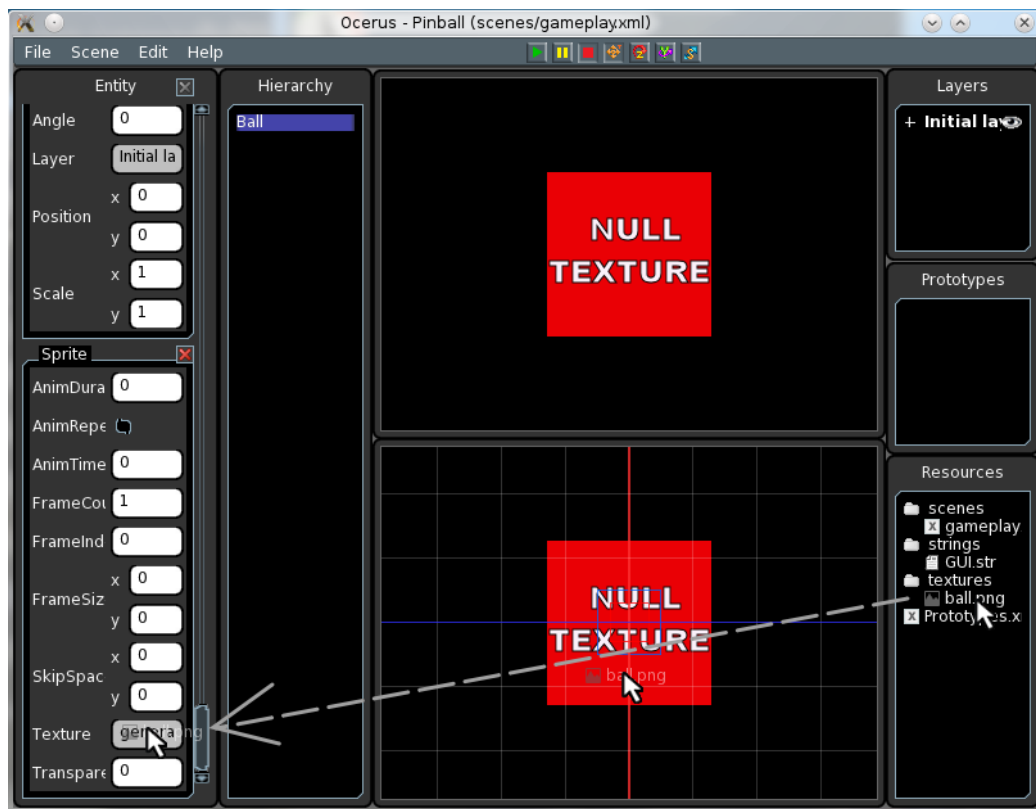 Ocerus - Pinball (scenes/gameplay.xml)
File Scene Edit Help
Entity
Angle 0
Layer Initial la
Position x 0
y 0
Scale x 1
y 1
Sprite
AnimDura 0
AnimRepe
AnimTime 0
FrameCou 1
FrameInd 0
FrameSiz x 0
y 0
SkipSpac x 0
y 0
Texture genera png
Transpare 0
Hierarchy
Ball
NULL
TEXTURE
NULL
TEXTURE
ball.png
Layers
+ Initial la
Prototypes
Resources
scenes
gameplay
strings
GUI.str
textures
ball.png
Prototypes.x